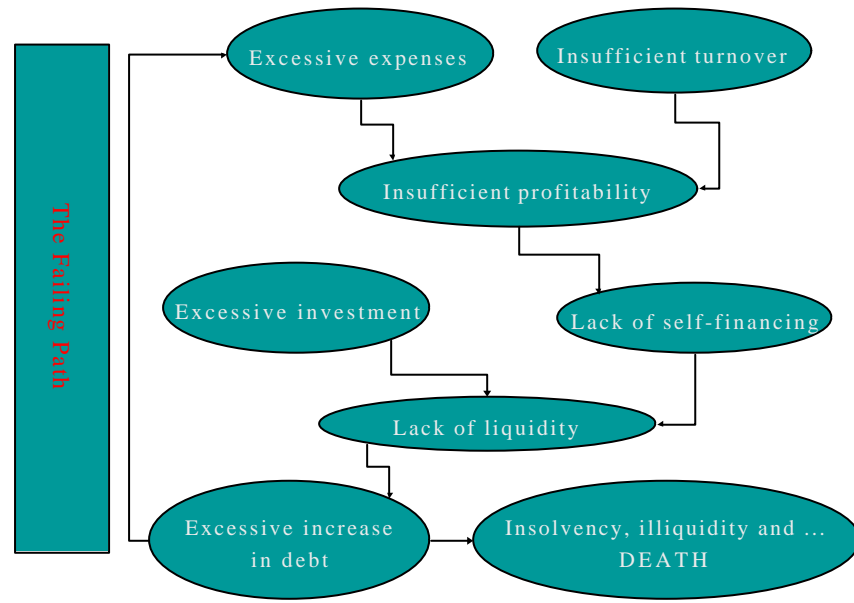 The Failing Path
Excessive expenses
Insufficient turnover
Insufficient profitability
Excessive investment
Lack of self-financing
Lack of liquidity
Excessive increase
in debt
Insolvency, illiquidity and ...
DEATH